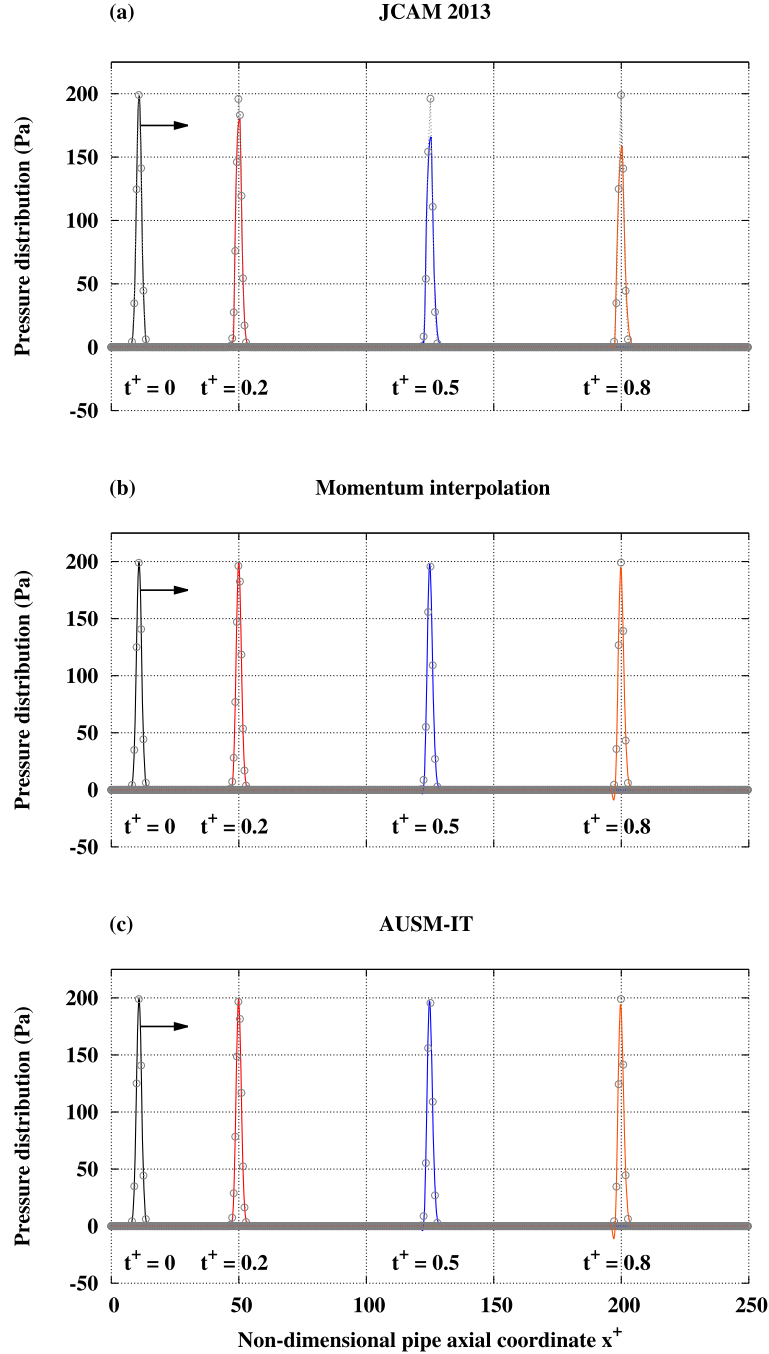 (a) JCAM 2013
200
150
100
50
0
-50
Pressure distribution (Pa)
t+ = 0 t+ = 0.2 t+ = 0.5 t+ = 0.8
(b) Momentum interpolation
200
150
100
50
0
-50
Pressure distribution (Pa)
t+ = 0 t+ = 0.2 t+ = 0.5 t+ = 0.8
(c) AUSM-IT
200
150
100
50
0
-50
Pressure distribution (Pa)
t+ = 0 t+ = 0.2 t+ = 0.5 t+ = 0.8
0 50 100 150 200 250
Non-dimensional pipe axial coordinate x+